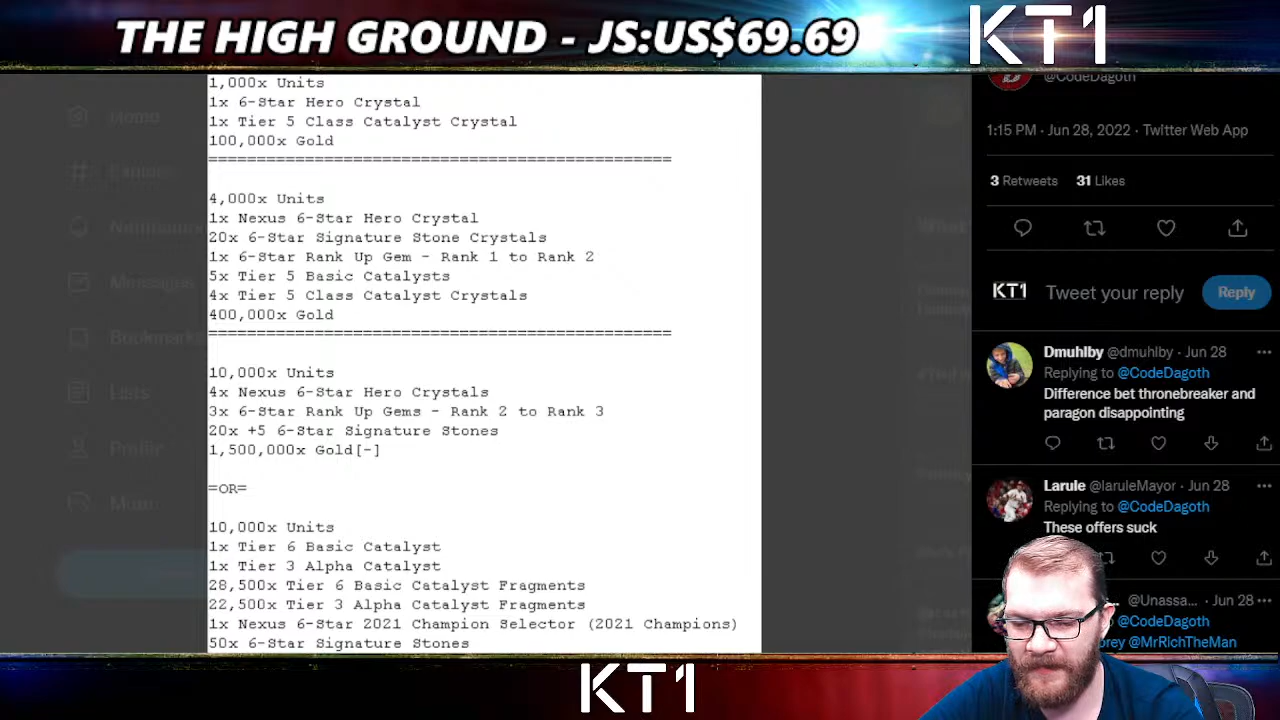 THE HIGH GROUND - JS:US$69.69
KT1
1,000x Units
1x 6-Star Hero Crystal
1x Tier 5 Class Catalyst Crystal
100,000x Gold
================================================
4,000x Units
1x Nexus 6-Star Hero Crystal
20x 6-Star Signature Stone Crystals
1x 6-Star Rank Up Gem - Rank 1 to Rank 2
5x Tier 5 Basic Catalysts
4x Tier 5 Class Catalyst Crystals
400,000x Gold
================================================
10,000x Units
4x Nexus 6-Star Hero Crystals
3x 6-Star Rank Up Gems - Rank 2 to Rank 3
20x +5 6-Star Signature Stones
1,500,000x Gold[-]
=OR=
10,000x Units
1x Tier 6 Basic Catalyst
1x Tier 3 Alpha Catalyst
28,500x Tier 6 Basic Catalyst Fragments
22,500x Tier 3 Alpha Catalyst Fragments
1x Nexus 6-Star 2021 Champion Selector (2021 Champions)
50x 6-Star Signature Stones
Home
Explore
Messages
Lists
Profile
@CodeDagoth
1:15 PM · Jun 28, 2022 · Twitter Web App
3 Retweets 31 Likes
KT1 Tweet your reply Reply
Dmuhlby @dmuhlby · Jun 28
Replying to @CodeDagoth
Difference bet thronebreaker and
paragon disappointing
Larule @laruleMayor · Jun 28
Replying to @CodeDagoth
These offers suck
@Unassa... · Jun 28
@CodeDagoth
@MrRichTheMan
KT1